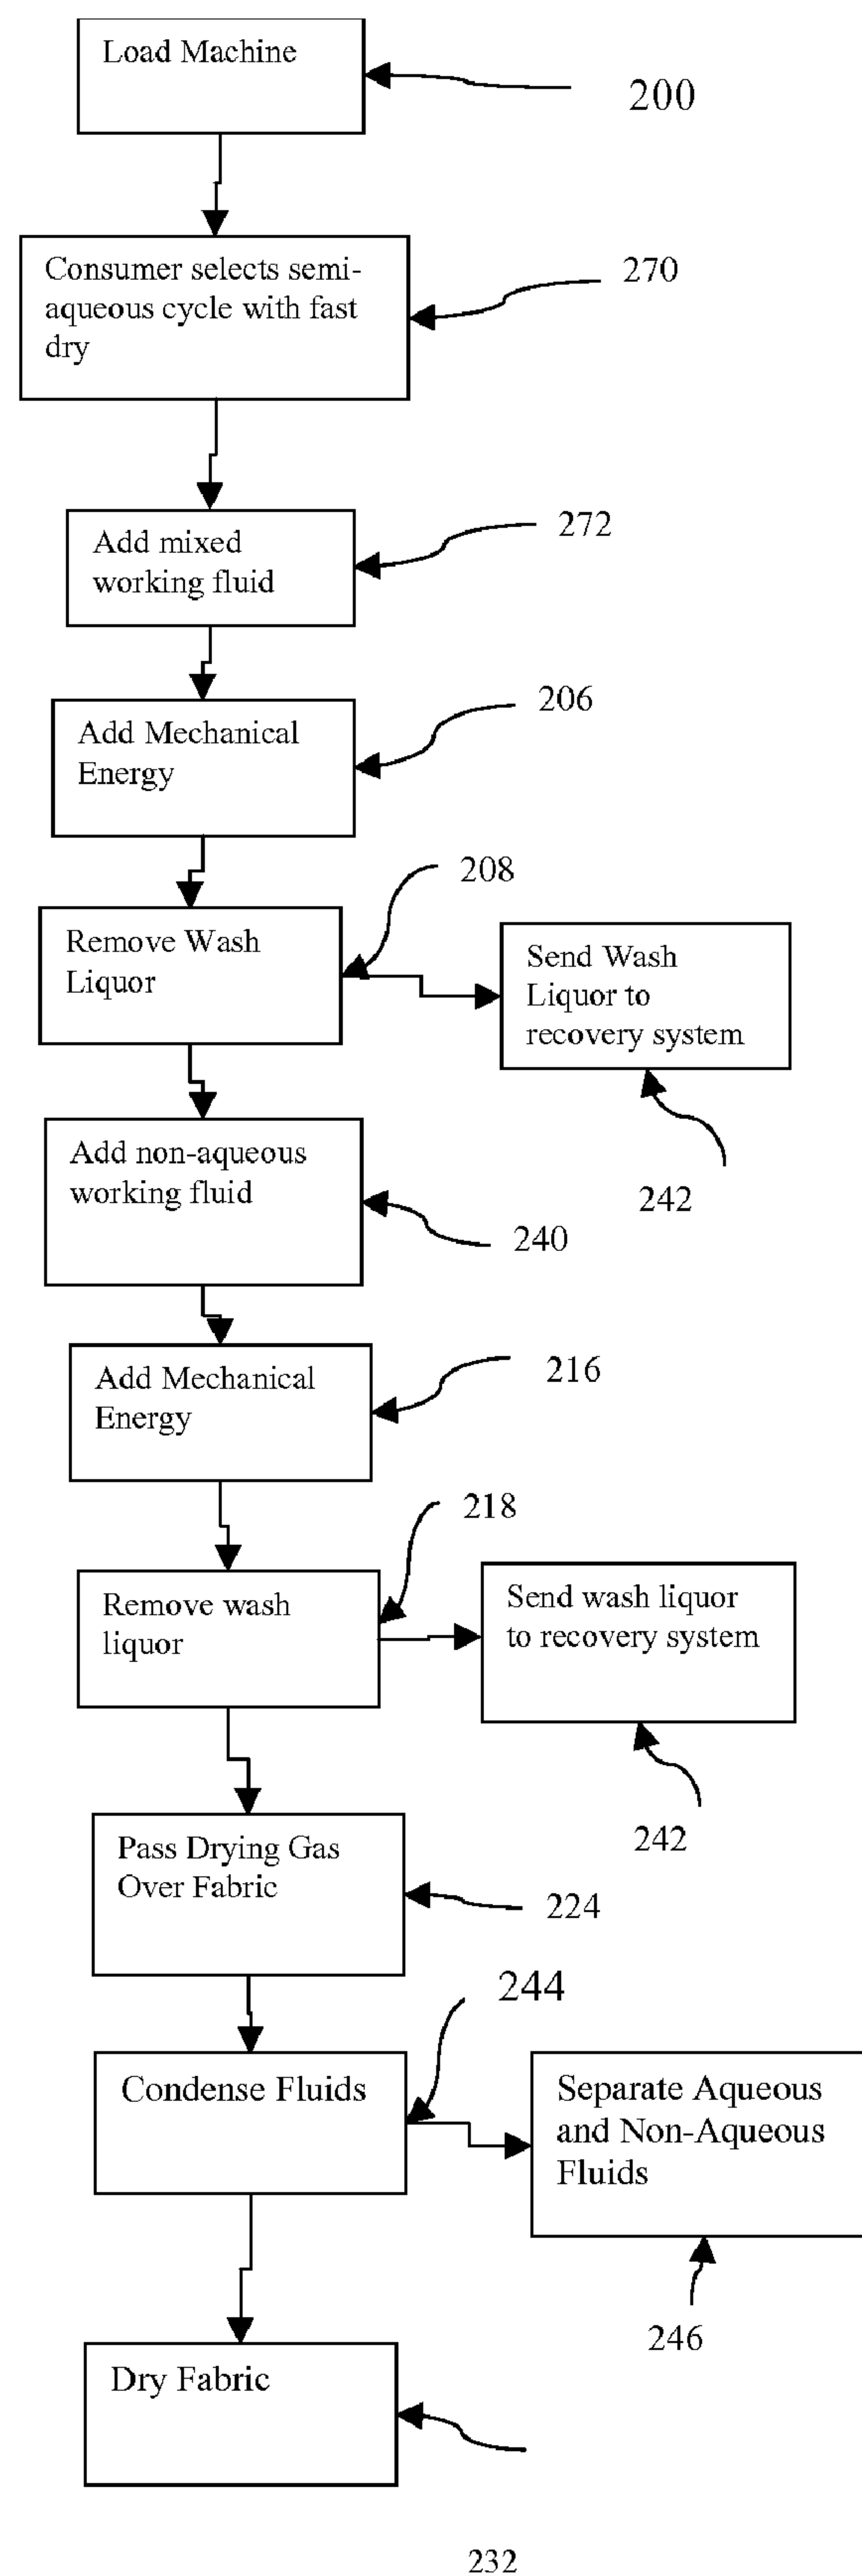 Load Machine
200
Consumer selects semi-
aqueous cycle with fast
dry
270
Add mixed
working fluid
272
Add Mechanical
Energy
206
Remove Wash
Liquor
208
Send Wash
Liquor to
recovery system
242
Add non-aqueous
working fluid
240
Add Mechanical
Energy
216
Remove wash
liquor
218
Send wash liquor
to recovery system
242
Pass Drying Gas
Over Fabric
224
Condense Fluids
244
Separate Aqueous
and Non-Aqueous
Fluids
246
Dry Fabric
232